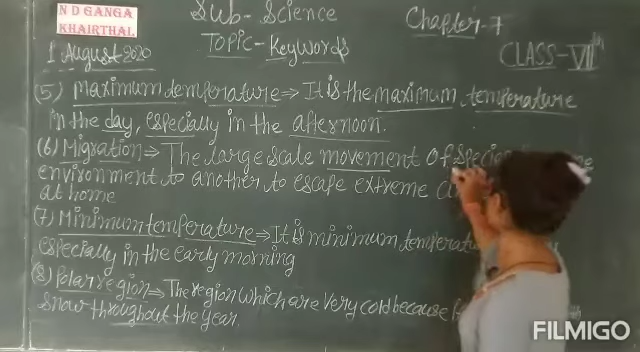 N D GANGA
KHAIRTHAL
Sub-Science
Chapter-7
1 August 2020
TOPIC-Keywords
CLASS-VIIth
(5) Maximum temperature⇒ It is the maximum temperature
in the day, especially in the afternoon.
(6) Migration⇒ The large scale movement of species
environment to another to escape extreme
at home
(7) Minimum temperature⇒ It is minimum
especially in the early morning
(8) Polar region⇒ The region which are very cold because
snow throughout the year.
FILMIGO